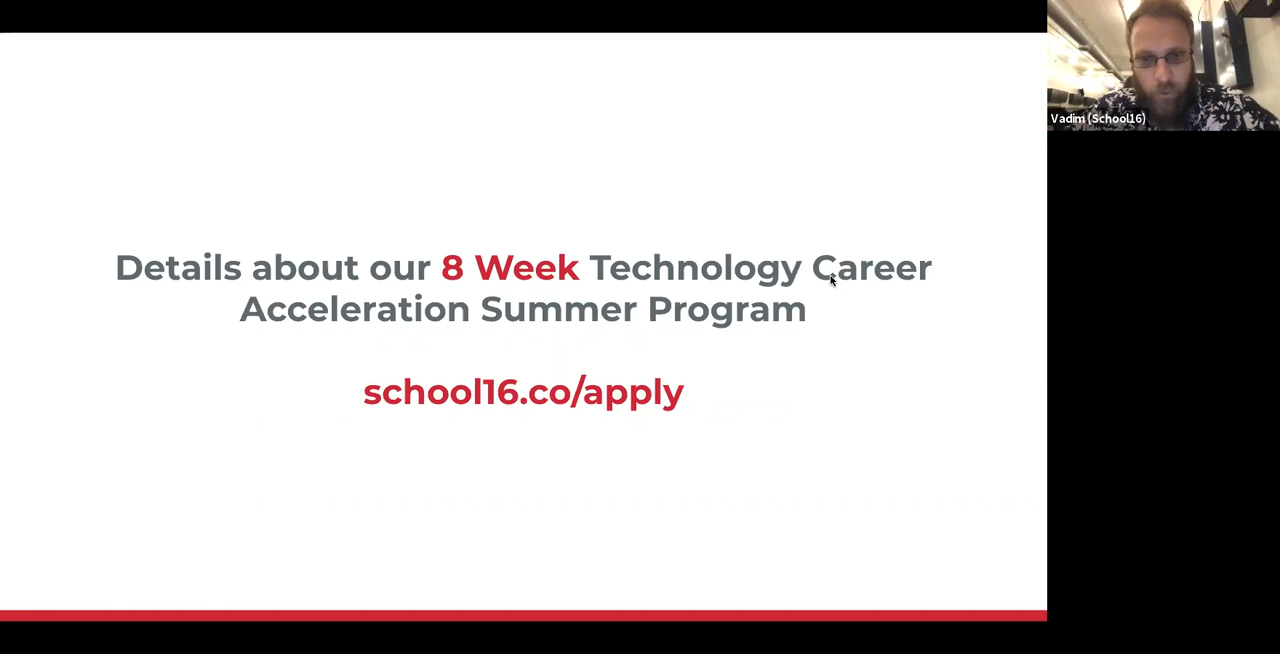 Details about our 8 Week Technology Career
Acceleration Summer Program
school16.co/apply
Vadim (School16)